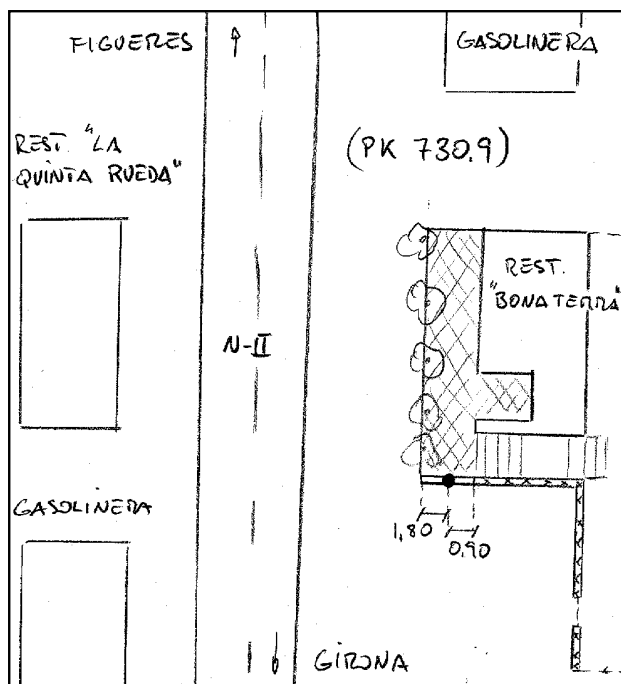 FIGUERES
GASOLINERA
REST. "LA
QUINTA RUEDA"
(PK 730.9)
REST.
"BONATERRA"
N-II
GASOLINERA
1,80
0,90
GIRONA